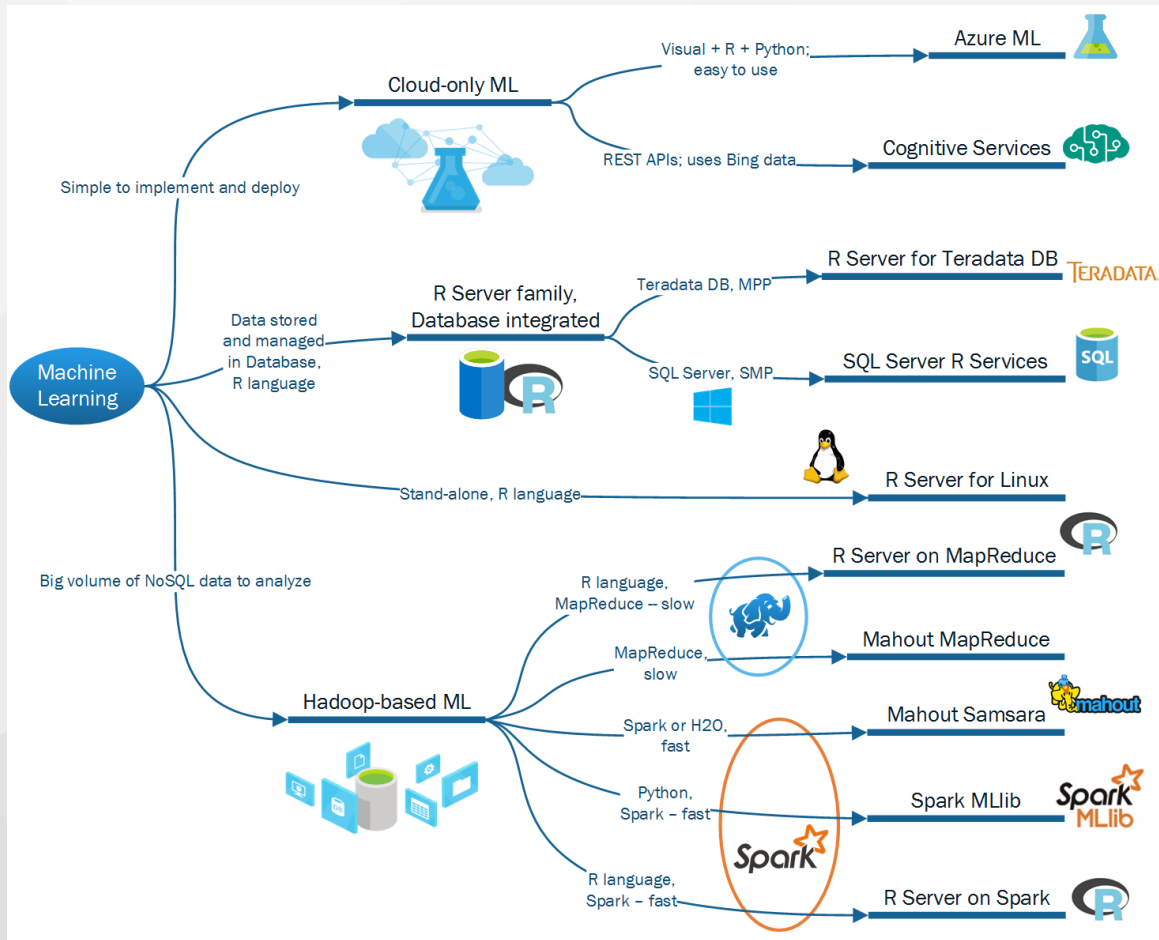 Machine
Learning
Simple to implement and deploy
Cloud-only ML
Visual + R + Python;
easy to use
Azure ML
REST APIs; uses Bing data
Cognitive Services
Data stored
and managed
in Database,
R language
R Server family,
Database integrated
R
Teradata DB, MPP
R Server for Teradata DB
TERADATA.
SQL Server, SMP
SQL Server R Services
SQL
Stand-alone, R language
R Server for Linux
R
Big volume of NoSQL data to analyze
Hadoop-based ML
DB
R language,
MapReduce -- slow
R Server on MapReduce
MapReduce,
slow
Mahout MapReduce
Spark or H2O,
fast
Mahout Samsara
mahout
Python,
Spark – fast
Spark MLlib
Spark
MLlib
Spark
R language,
Spark – fast
R Server on Spark
R